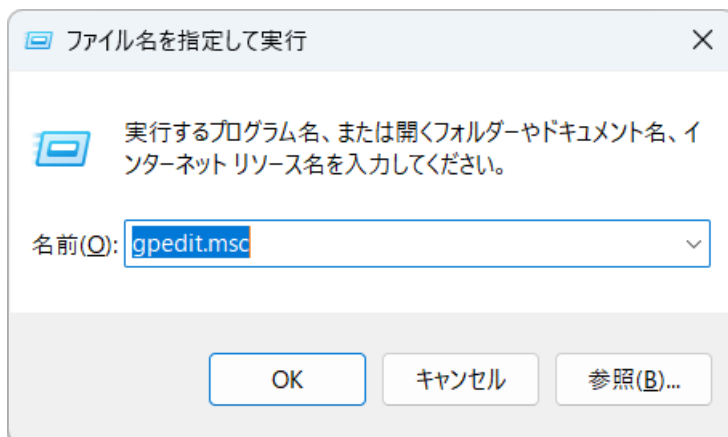 ファイル名を指定して実行
実行するプログラム名、または開くフォルダーやドキュメント名、イ
ンターネット リソース名を入力してください。
名前(O): gpedit.msc
OK キャンセル 参照(B)...